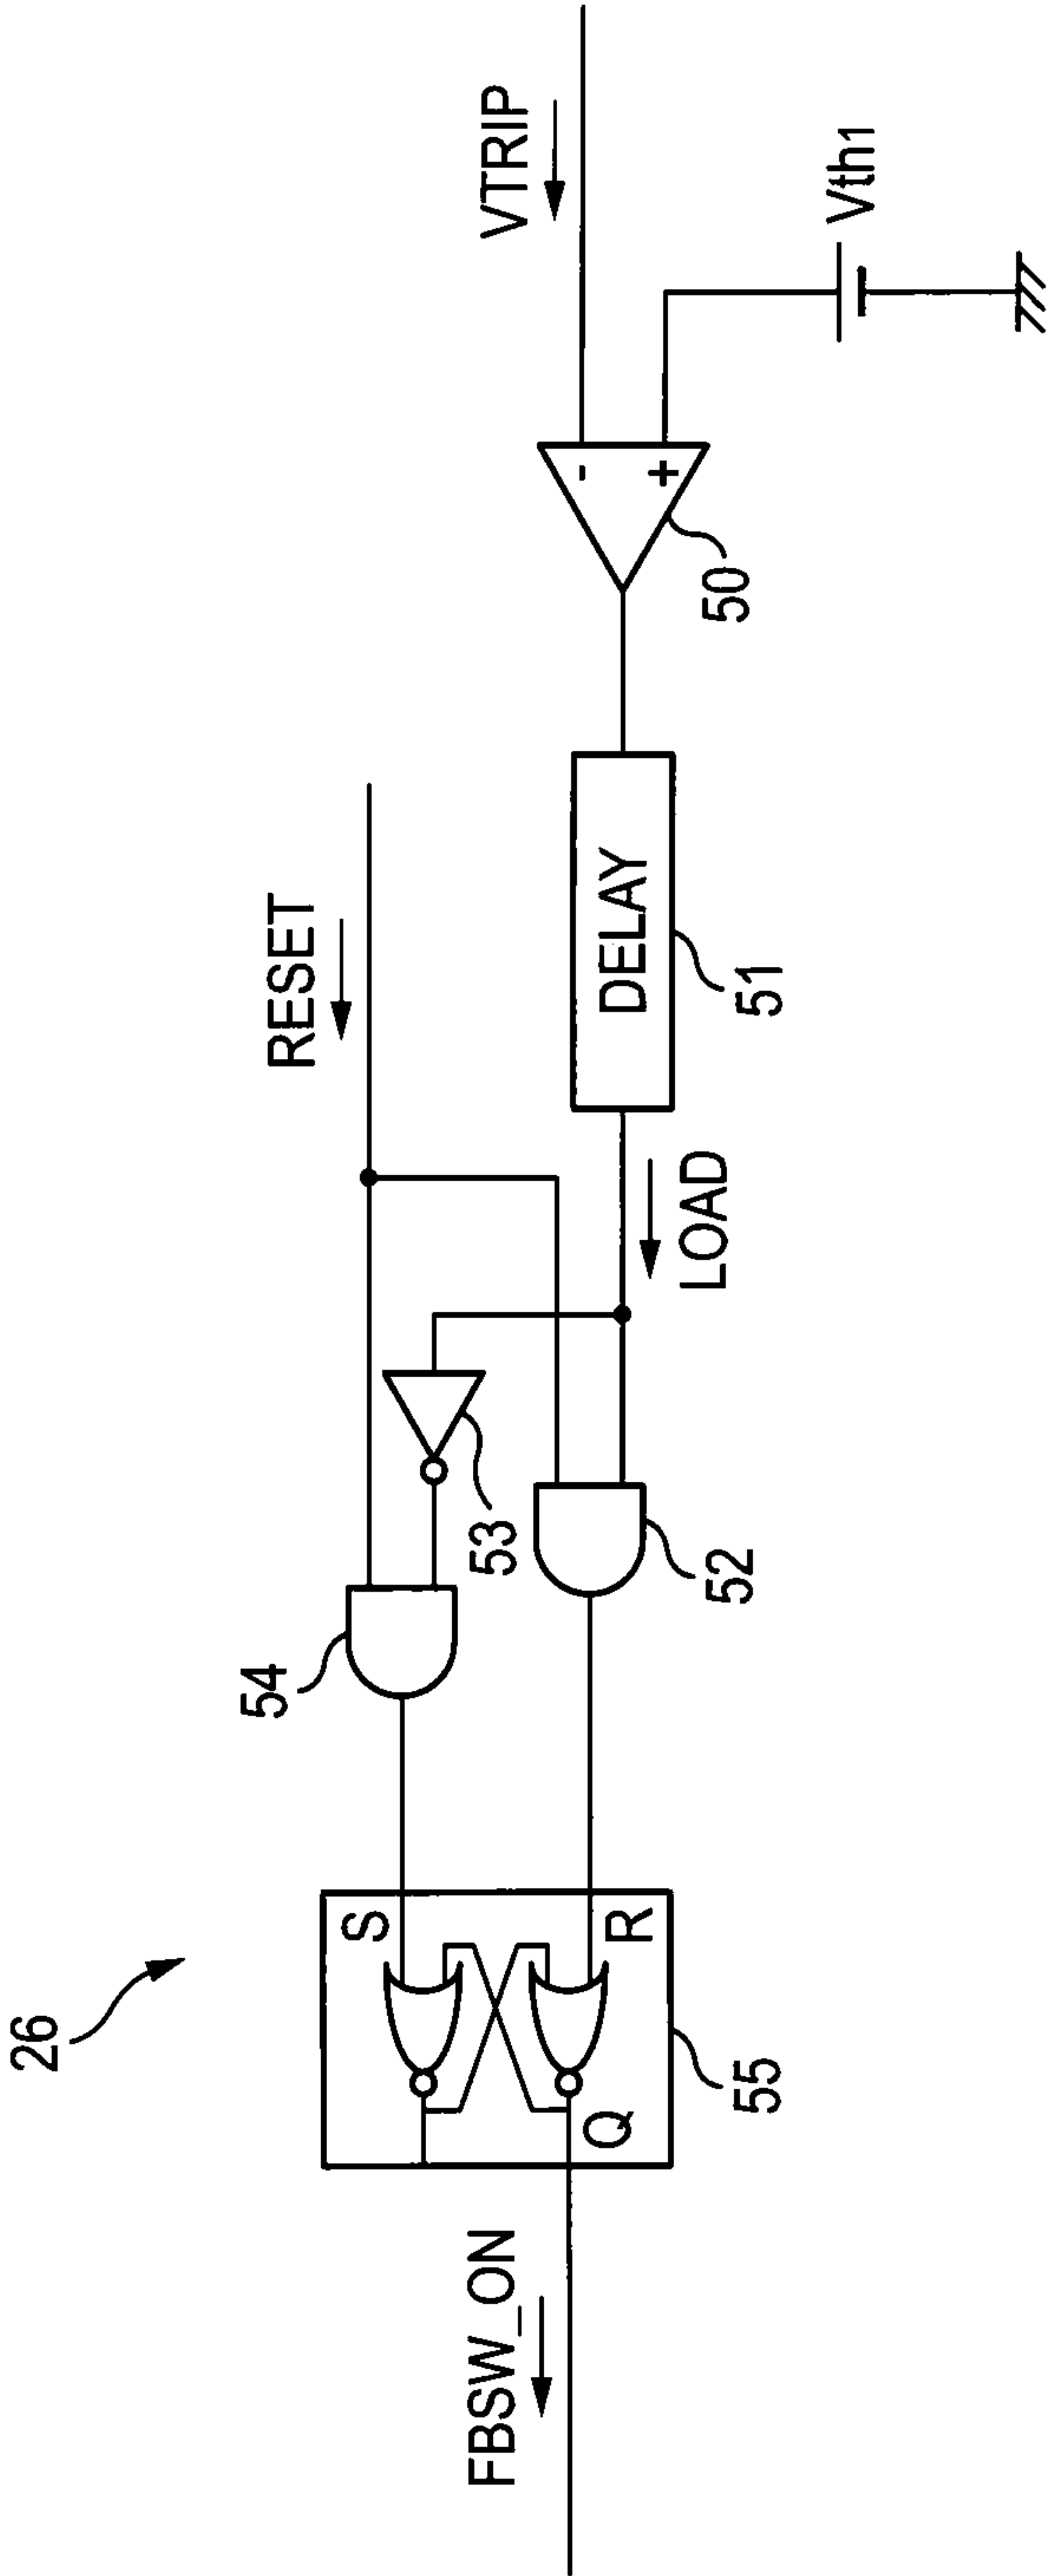 26
FBSW_ON
Q
S
R
55
54
53
52
RESET
LOAD
DELAY
51
50
-
+
VTRIP
Vth1